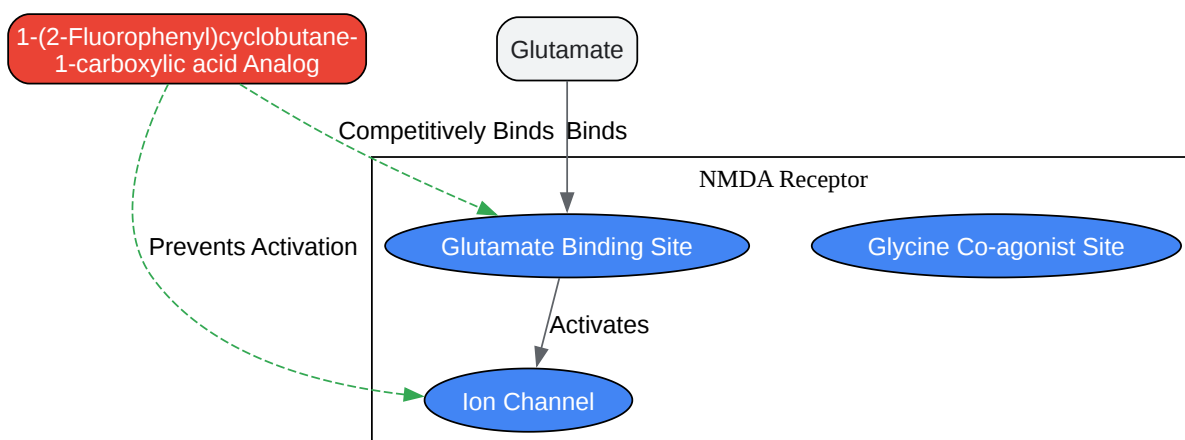 1-(2-Fluorophenyl)cyclobutane-
1-carboxylic acid Analog
Glutamate
Competitively Binds
Binds
NMDA Receptor
Prevents Activation
Glutamate Binding Site
Glycine Co-agonist Site
Activates
Ion Channel